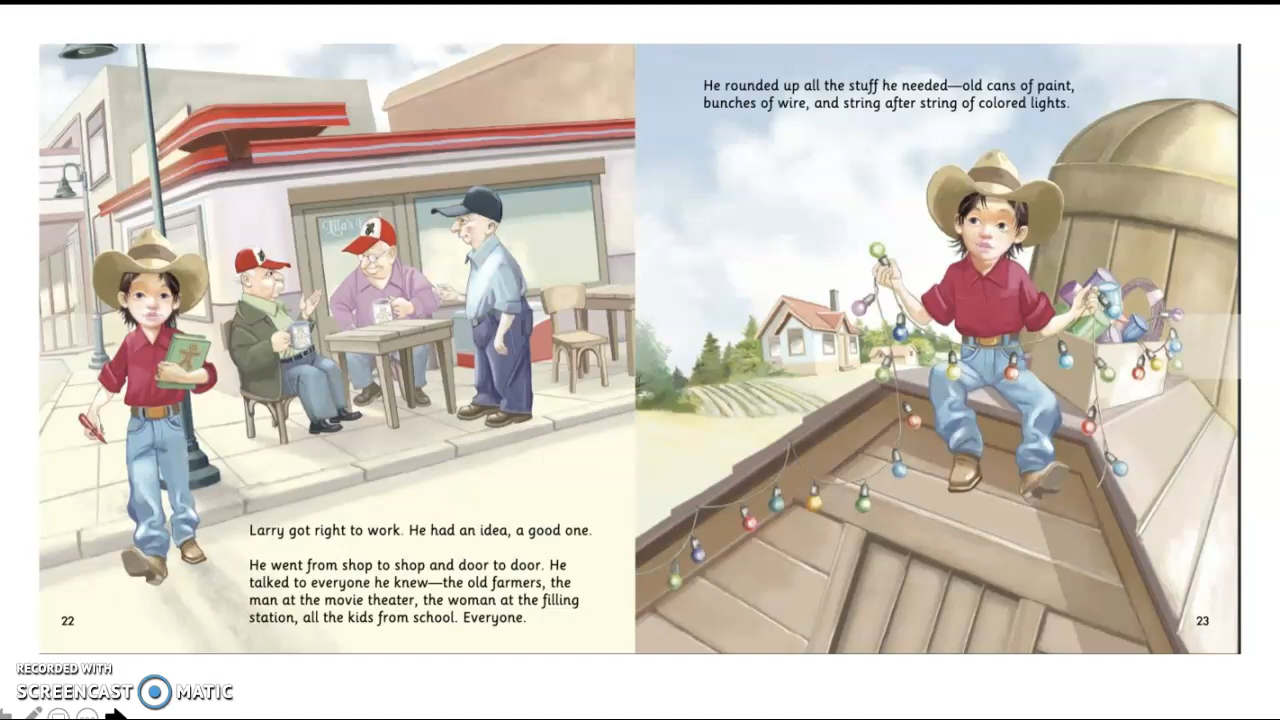 Larry got right to work. He had an idea, a good one.
He went from shop to shop and door to door. He
talked to everyone he knew—the old farmers, the
man at the movie theater, the woman at the filling
station, all the kids from school. Everyone.
22
He rounded up all the stuff he needed—old cans of paint,
bunches of wire, and string after string of colored lights.
23
RECORDED WITH
SCREENCAST MATIC